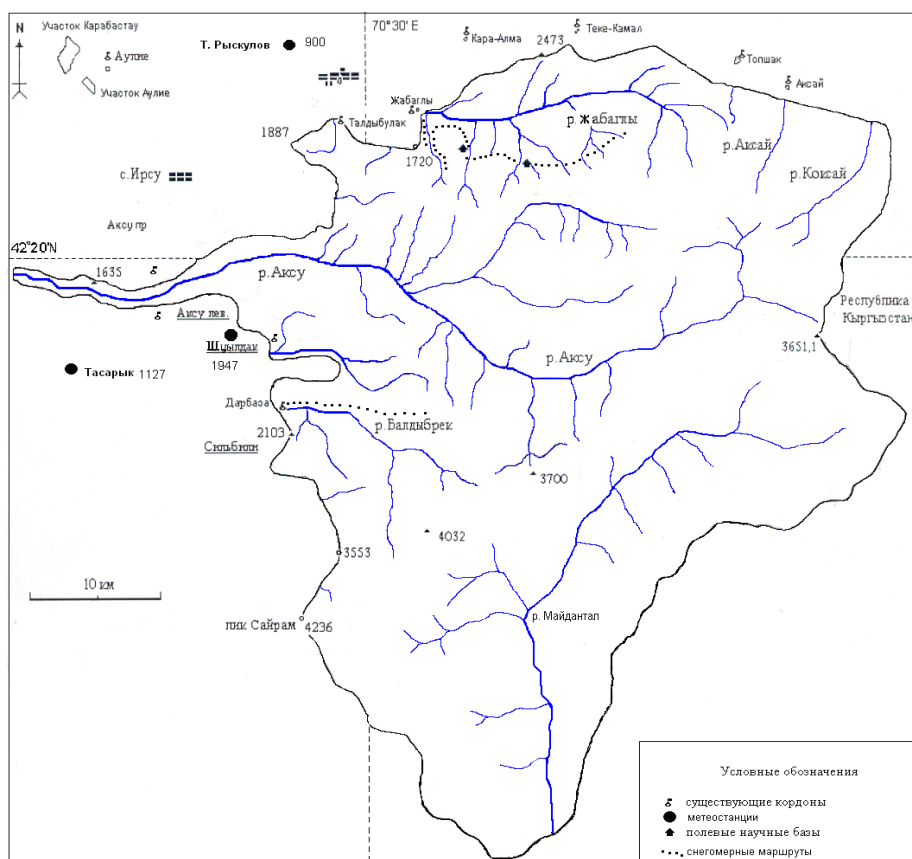 Участок Карабастау
Т. Рыскулов
900
70°30' E
Кара-Алма
Теке-Камал
2473
N
Аулие
Участок Аулие
Топшак
Аксай
Жабаглы
Талдыбулак
1887
р. Жабаглы
1720
р.Аксай
с.Ирсу
р.Коксай
Аксу пр
42°20'N
1635
р.Аксу
Республика
Кыргызстан
Аксу лев.
Шуылдак
1947
3651,1
Тасарык 1127
р.Аксу
Дарбаза
р.Балдыбрек
2103
Сильбили
3700
4032
3553
10 км
р. Майдантал
пик Сайрам
4236
Условные обозначения
существующие кордоны
метеостанции
полевые научные базы
снегомерные маршруты